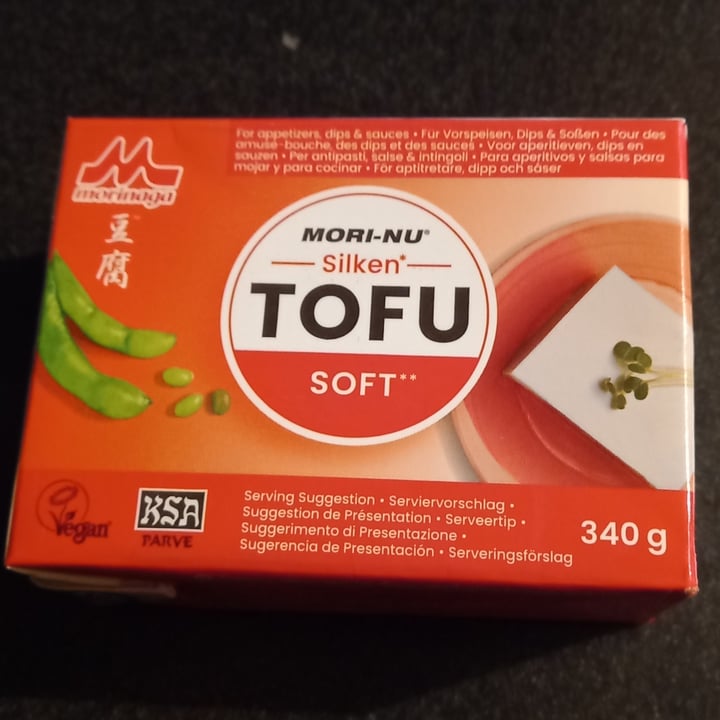 For appetizers, dips & sauces • Für Vorspeisen, Dips & Soßen • Pour des
amuse-bouche, des dips et des sauces • Voor aperitieven, dips en
sauzen • Per antipasti, salse & intingoli • Para aperitivos y salsas para
mojar y para cocinar • För aptitretare, dipp och såser
morinaga
豆腐
MORI-NU®
Silken*
TOFU
SOFT**
Vegan
KSA
PARVE
Serving Suggestion • Serviervorschlag •
Suggestion de Présentation • Serveertip •
Suggerimento di Presentazione •
Sugerencia de Presentación • Serveringsförslag
340 g